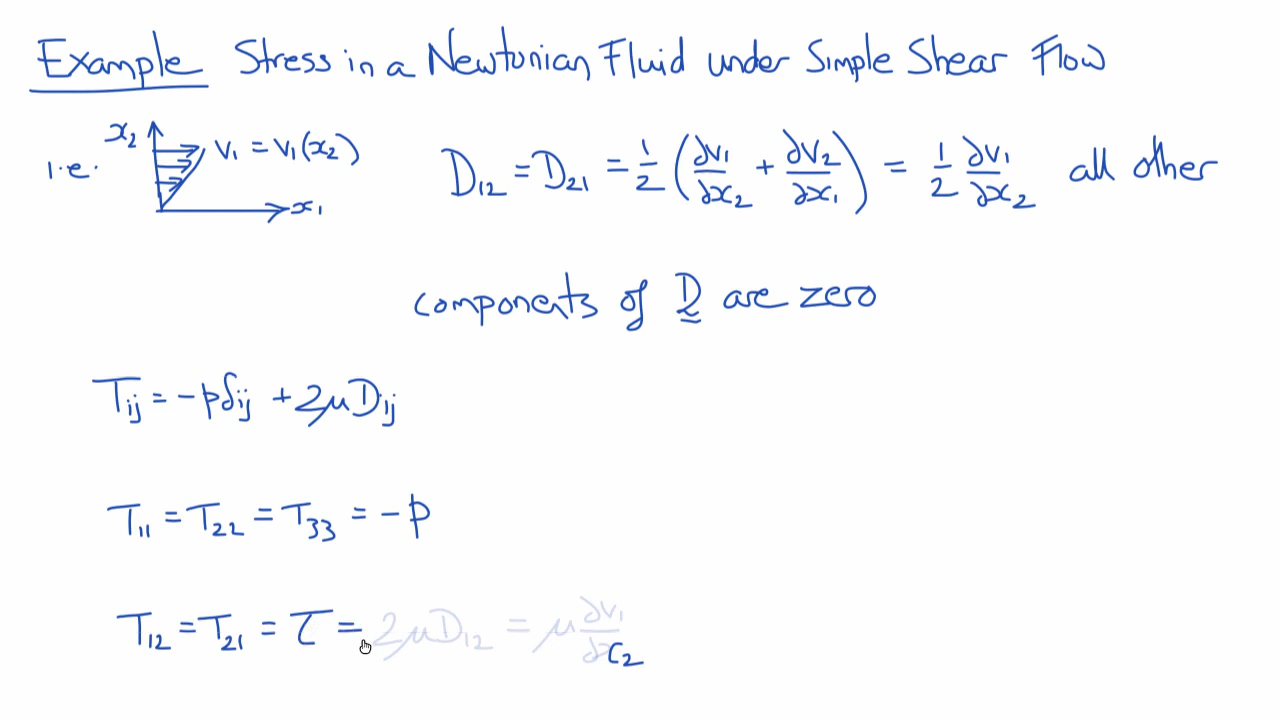 Example Stress in a Newtonian Fluid under Simple Shear Flow
i.e. x₂ v₁ = v₁(x₂) x₁ D₁₂ = D₂₁ = 1/2 (∂v₁/∂x₂ + ∂v₂/∂x₁) = 1/2 ∂v₁/∂x₂ all other
components of D are zero
Tᵢⱼ = -pδᵢⱼ + 2μDᵢⱼ
T₁₁ = T₂₂ = T₃₃ = -p
T₁₂ = T₂₁ = τ = 2μD₁₂ = μ ∂v₁/∂x₂